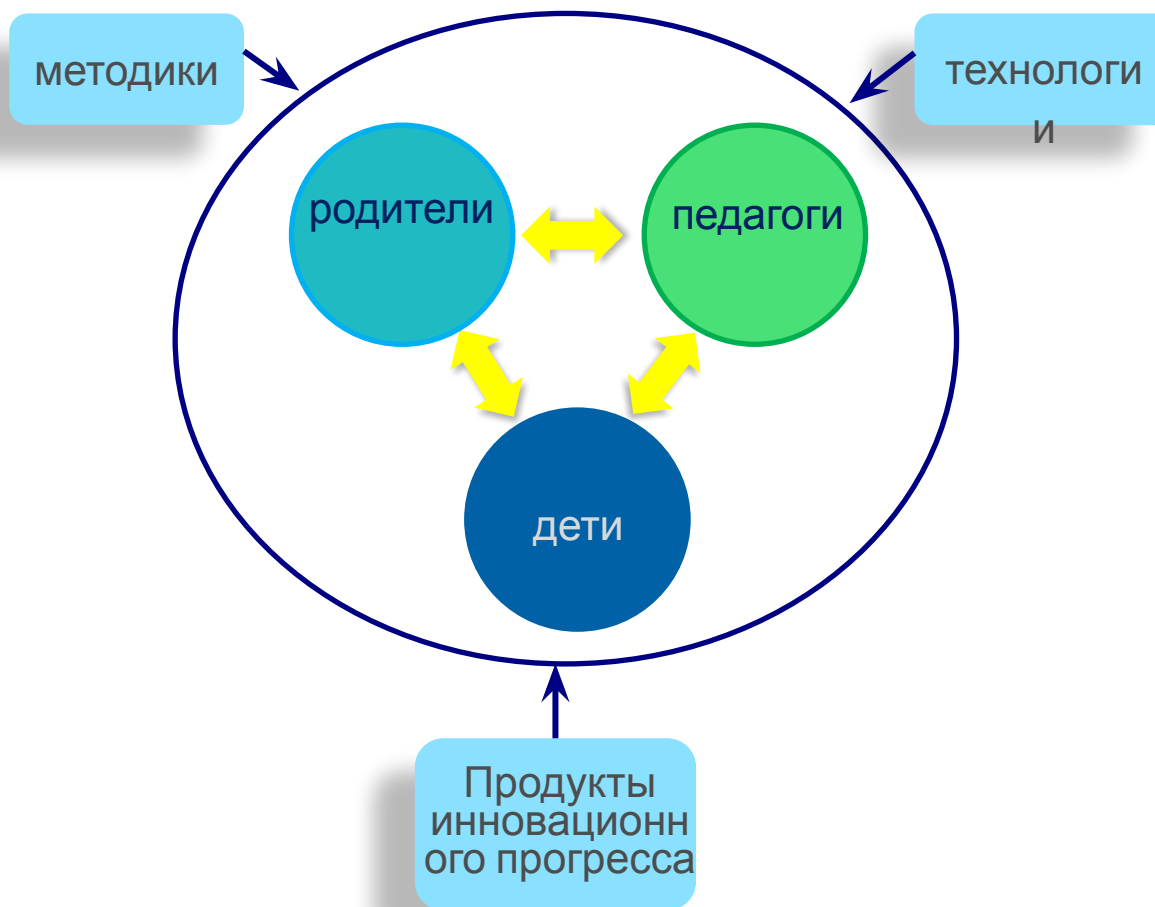 методики
технологи
и
родители
педагоги
дети
Продукты
инновационн
ого прогресса